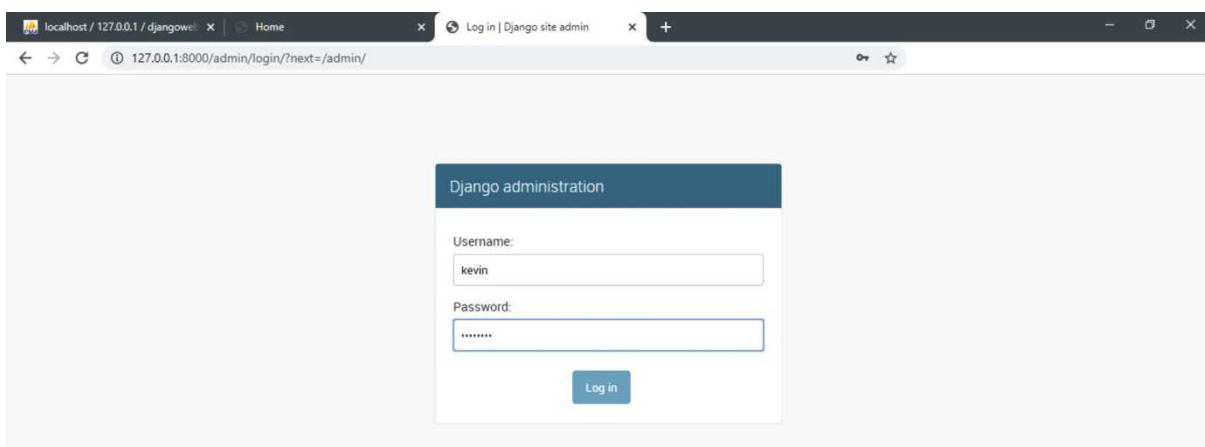 localhost / 127.0.0.1 / djangowel
Home
Log in | Django site admin
127.0.0.1:8000/admin/login/?next=/admin/
Django administration
Username:
kevin
Password:
••••••••
Log in